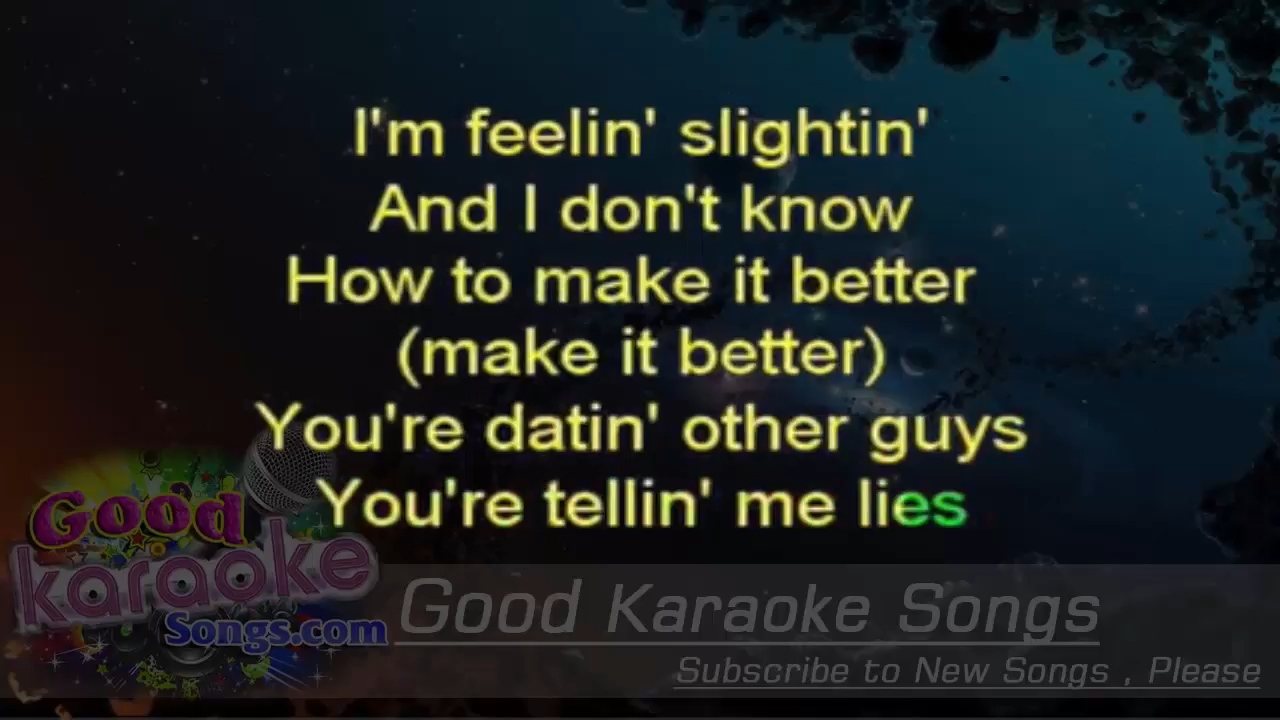 I'm feelin' slightin'
And I don't know
How to make it better
(make it better)
You're datin' other guys
You're tellin' me lies
Good
karaoke
Songs.com
Good Karaoke Songs
Subscribe to New Songs , Please